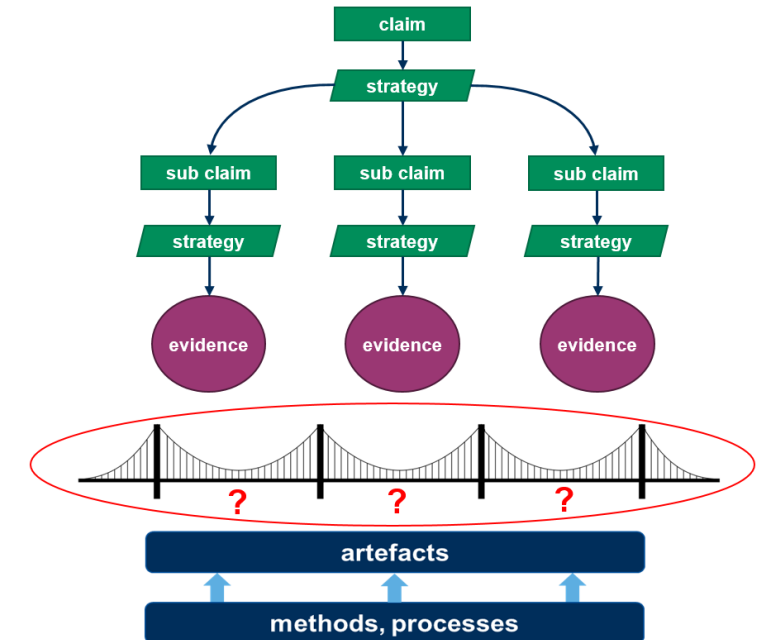 claim
strategy
sub claim
sub claim
sub claim
strategy
strategy
strategy
evidence
evidence
evidence
?
?
?
artefacts
methods, processes